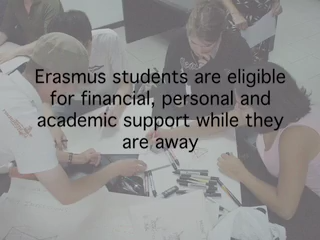 Erasmus students are eligible
for financial, personal and
academic support while they
are away